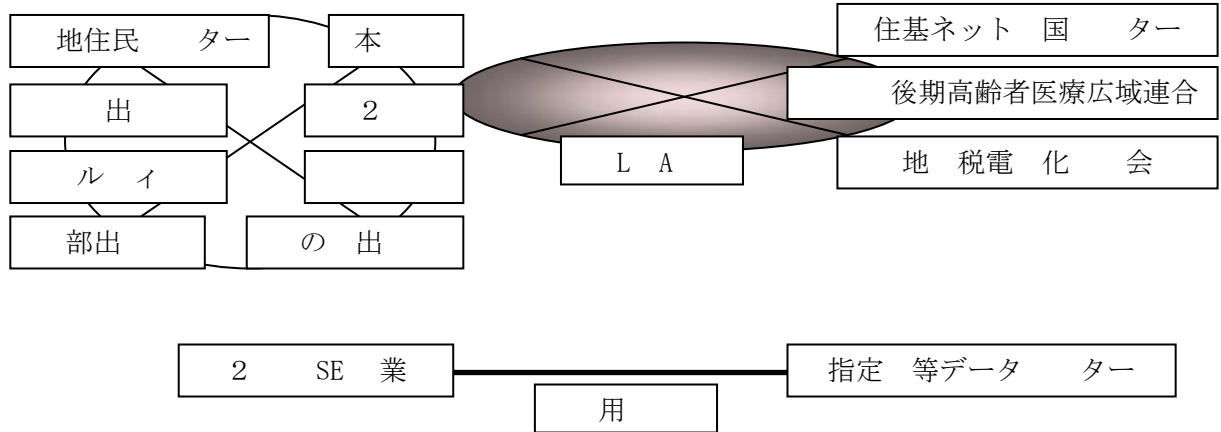 地住民 ター
本
出
2
ル ィ
部出
の 出
住基ネット 国 ター
後期高齢者医療広域連合
地 税電 化 会
L A
2 SE 業
指定 等データ ター
用